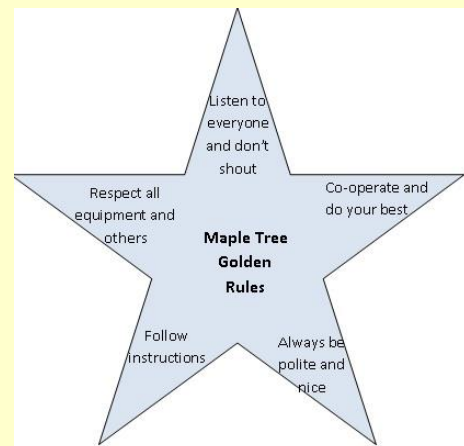 Listen to
everyone
and don't
shout
Co-operate and
do your best
Respect all
equipment and
others
Maple Tree
Golden
Rules
Follow
instructions
Always be
polite and
nice